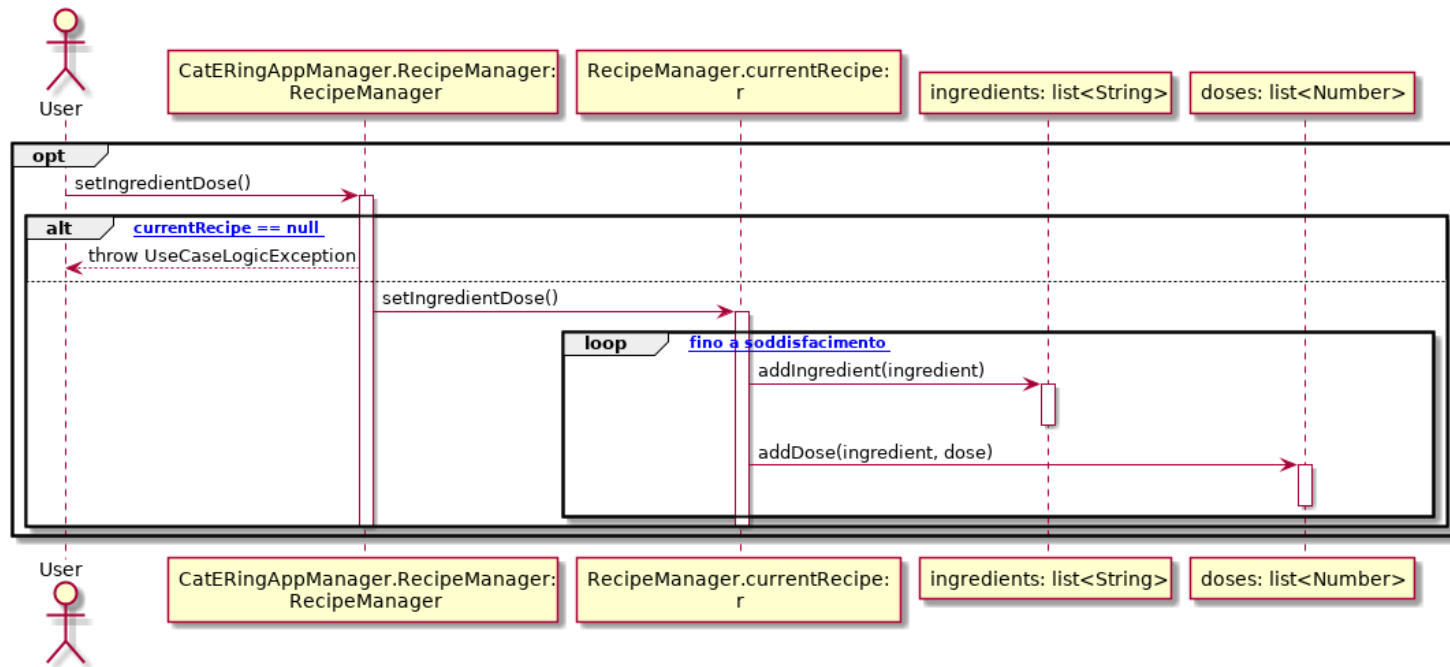 User
CatERingAppManager.RecipeManager:
RecipeManager
RecipeManager.currentRecipe:
r
ingredients: list<String>
doses: list<Number>
opt
setIngredientDose()
alt
currentRecipe == null
throw UseCaseLogicException
setIngredientDose()
loop
fino a soddisfacimento
addIngredient(ingredient)
addDose(ingredient, dose)
User
CatERingAppManager.RecipeManager:
RecipeManager
RecipeManager.currentRecipe:
r
ingredients: list<String>
doses: list<Number>